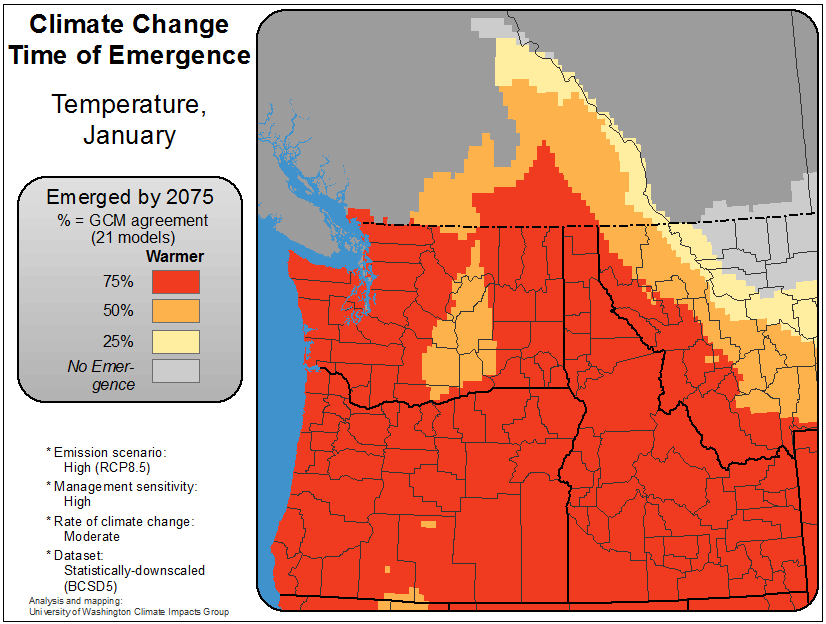 Climate Change
Time of Emergence
Temperature,
January
Emerged by 2075
% = GCM agreement
(21 models)
Warmer
75%
50%
25%
No Emer-
gence
* Emission scenario:
High (RCP8.5)
* Management sensitivity:
High
* Rate of climate change:
Moderate
* Dataset:
Statistically-downscaled
(BCSD5)
Analysis and mapping:
University of Washington Climate Impacts Group